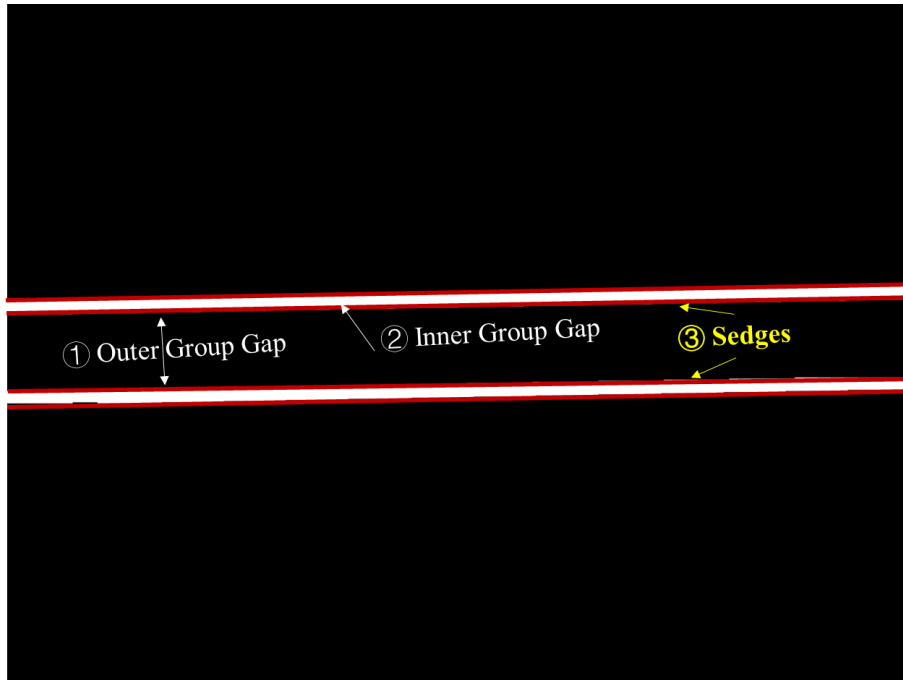 ① Outer Group Gap
② Inner Group Gap
③ Sedges